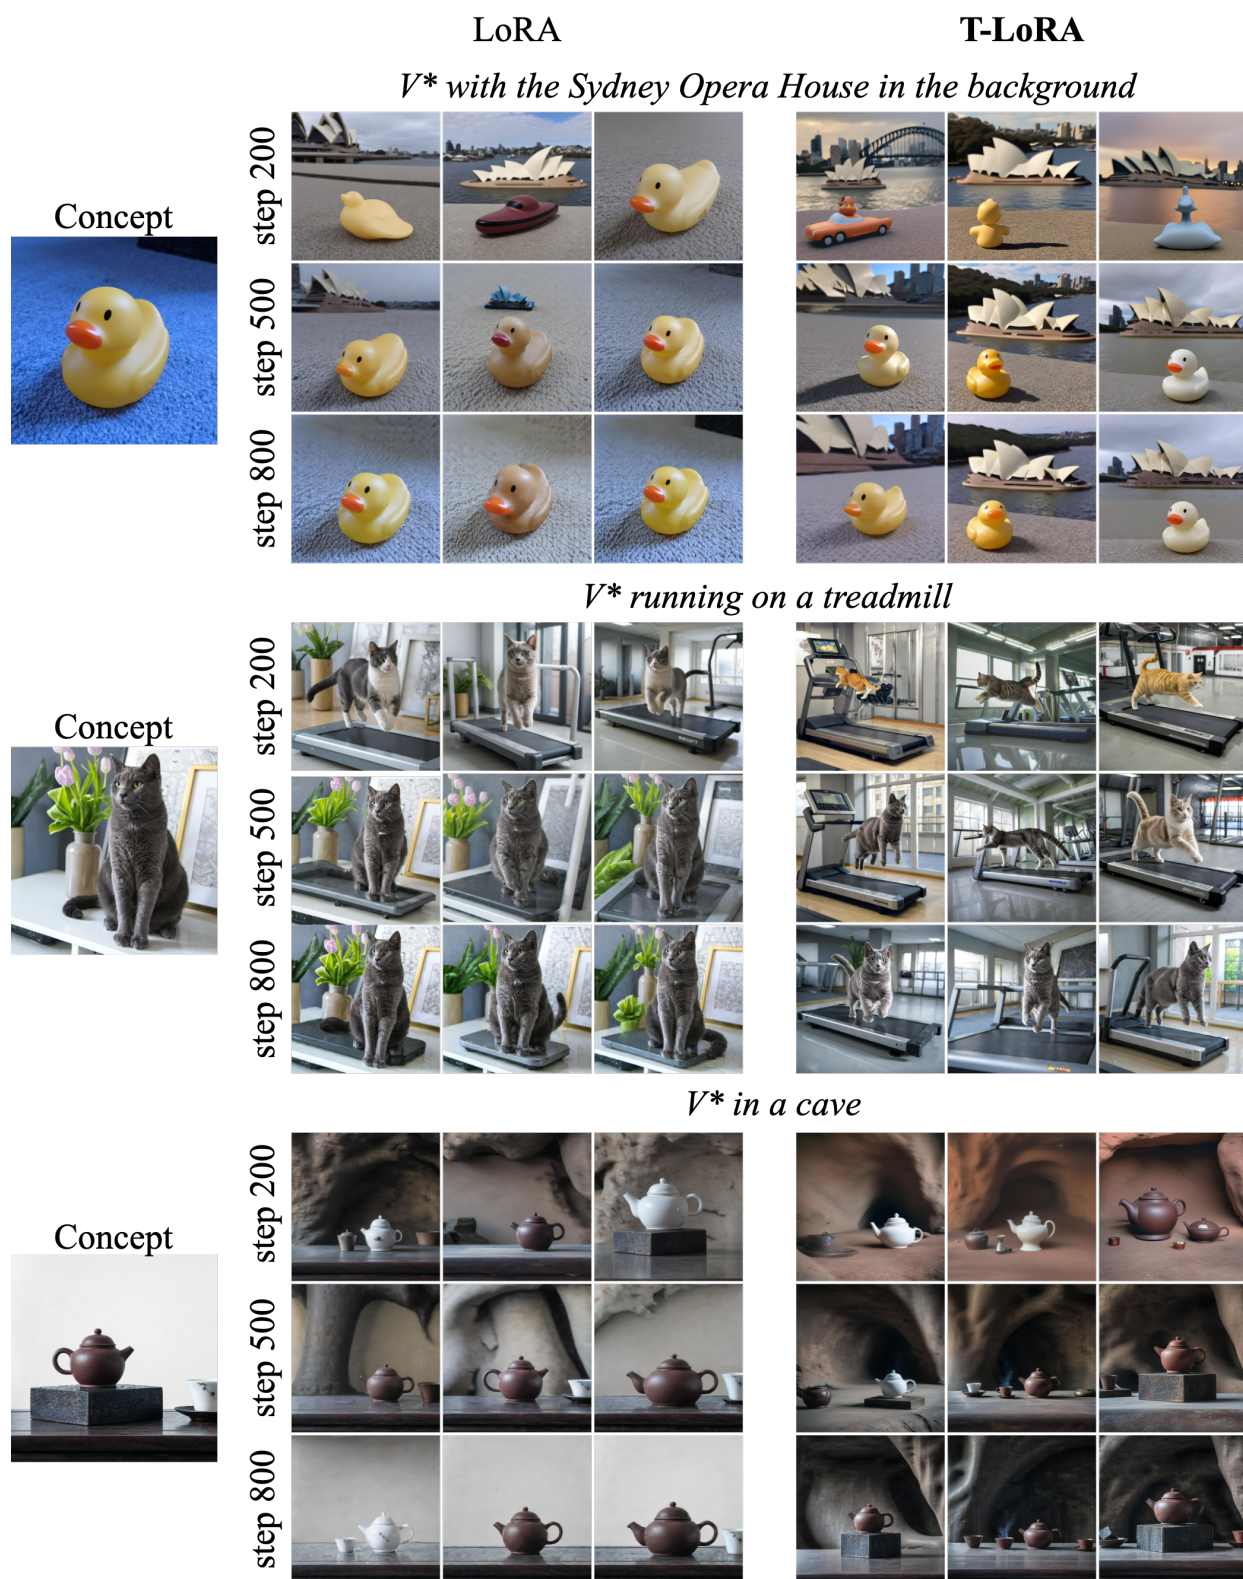 LoRA
T-LoRA
V* with the Sydney Opera House in the background
step 200
Concept
step 500
step 800
V* running on a treadmill
step 200
Concept
step 500
step 800
V* in a cave
step 200
Concept
step 500
step 800